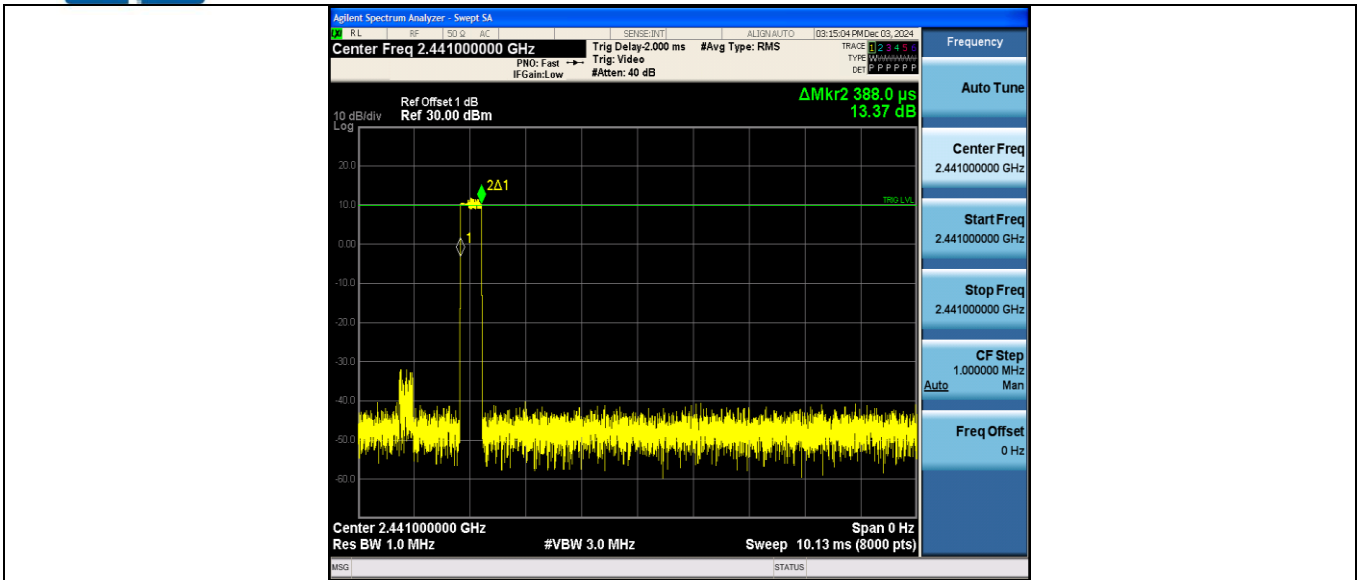 Agilent Spectrum Analyzer - Swept SA
LXI RL RF 50 Ω AC SENSE:INT ALIGNAUTO 03:15:04 PM Dec 03, 2024
Center Freq 2.441000000 GHz
PNO: Fast
IFGain:Low
Trig Delay-2.000 ms
Trig: Video
#Atten: 40 dB
#Avg Type: RMS
TRACE 1 2 3 4 5 6
TYPE W
DET P P P P P P
ΔMkr2 388.0 µs
13.37 dB
Ref Offset 1 dB
10 dB/div Ref 30.00 dBm
Log
20.0
10.0
0.00
-10.0
-20.0
-30.0
-40.0
-50.0
-60.0
2Δ1
1
TRIG LVL
Center 2.441000000 GHz
Span 0 Hz
Res BW 1.0 MHz
#VBW 3.0 MHz
Sweep 10.13 ms (8000 pts)
MSG
STATUS
Frequency
Auto Tune
Center Freq
2.441000000 GHz
Start Freq
2.441000000 GHz
Stop Freq
2.441000000 GHz
CF Step
1.000000 MHz
Auto Man
Freq Offset
0 Hz